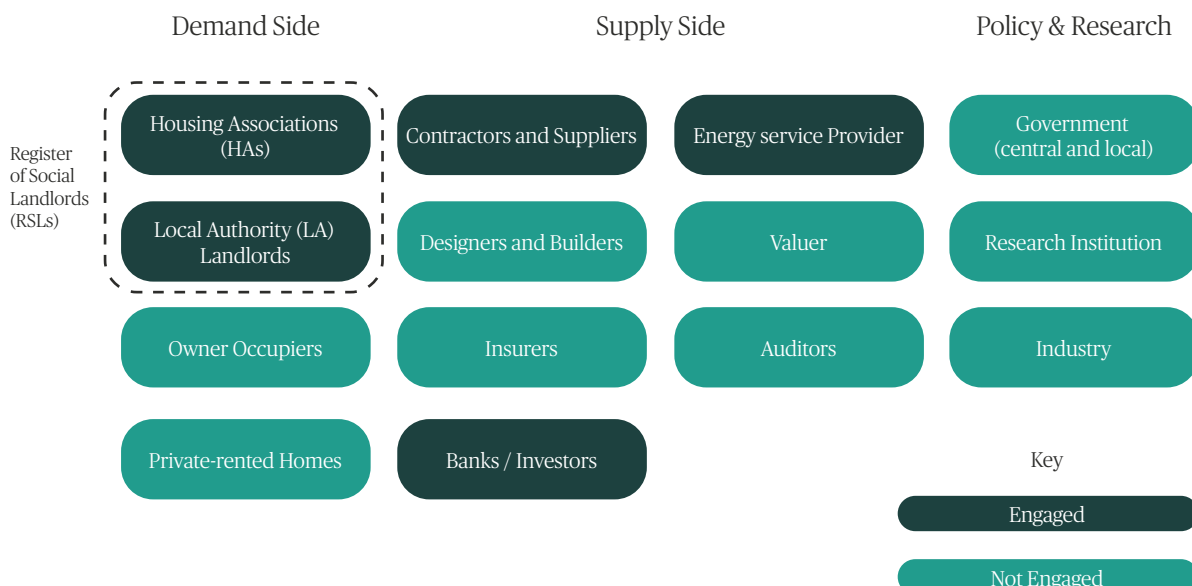 Demand Side
Supply Side
Policy & Research
Register
of Social
Landlords
(RSLs)
Housing Associations
(HAs)
Contractors and Suppliers
Energy service Provider
Government
(central and local)
Local Authority (LA)
Landlords
Designers and Builders
Valuer
Research Institution
Owner Occupiers
Insurers
Auditors
Industry
Private-rented Homes
Banks / Investors
Key
Engaged
Not Engaged